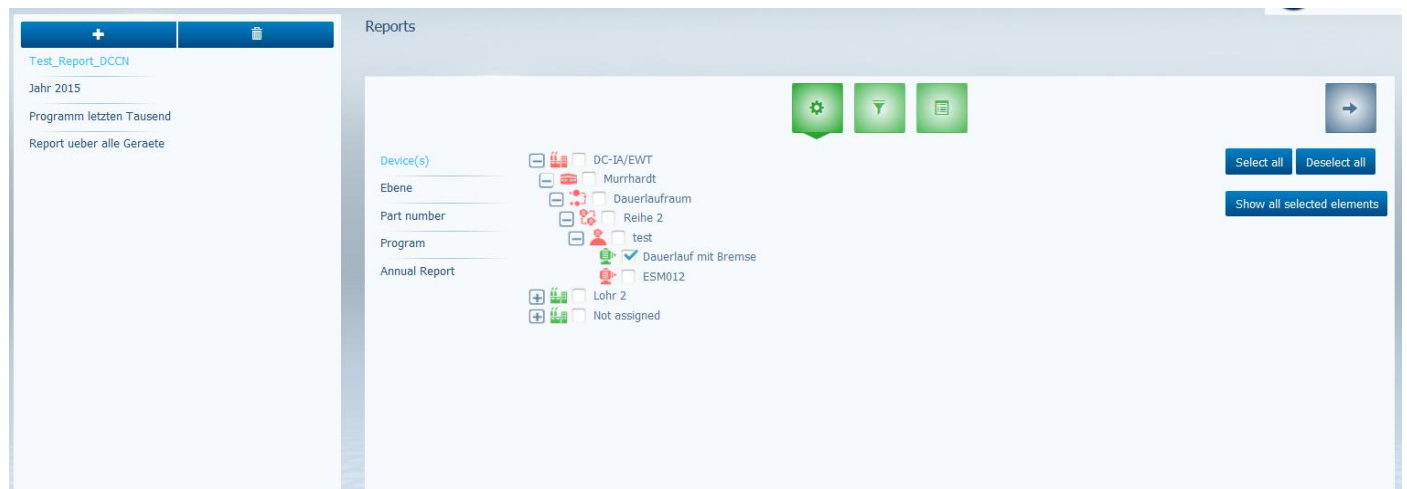 Reports
Test_Report_DCCN
Jahr 2015
Programm letzten Tausend
Report ueber alle Geraete
Device(s)
Ebene
Part number
Program
Annual Report
DC-IA/EWT
Murrhardt
Dauerlaufraum
Reihe 2
test
Dauerlauf mit Bremse
ESM012
Lohr 2
Not assigned
Select all
Deselect all
Show all selected elements